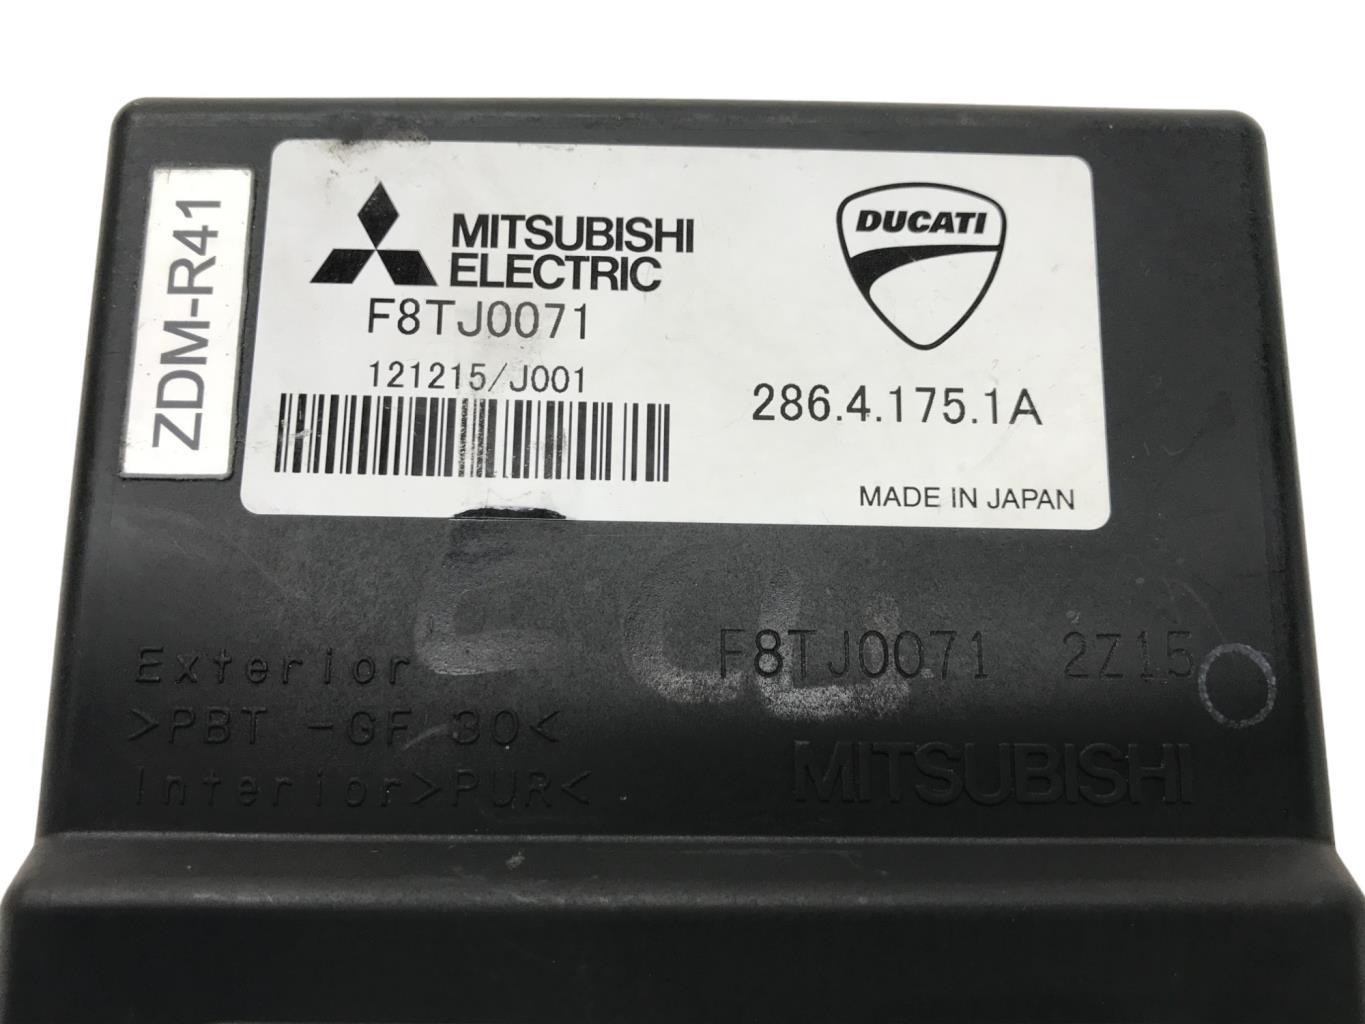 ZDM-R41
MITSUBISHI
ELECTRIC
F8TJ0071
121215/J001
DUCATI
286.4.175.1A
MADE IN JAPAN
Exterior
>PBT -GF 30<
Interior>PUR<
F8TJ0071 2Z15
MITSUBISHI